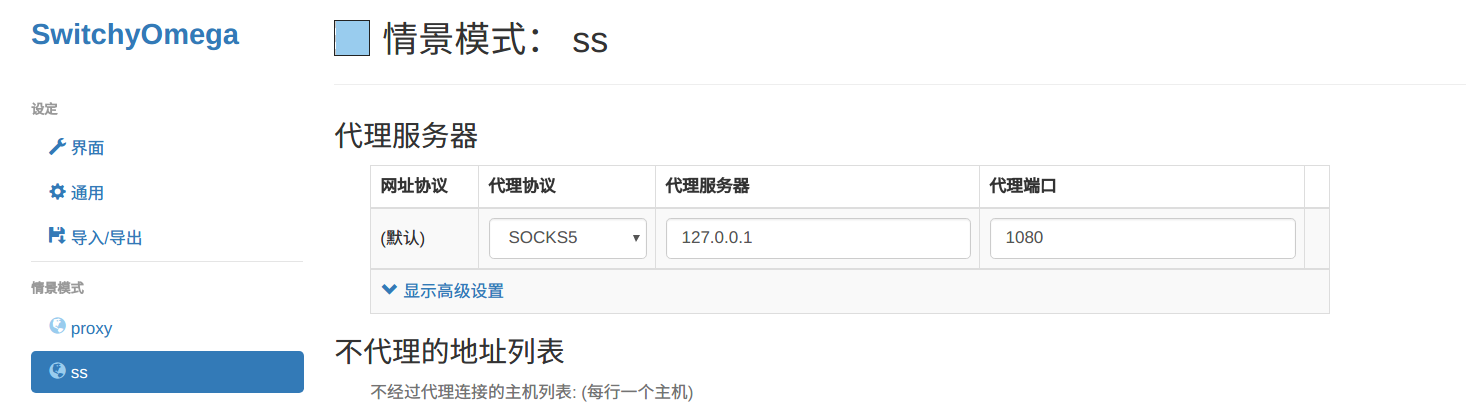 SwitchyOmega
设定
界面
通用
导入/导出
情景模式
proxy
ss
情景模式： ss
代理服务器
网址协议 代理协议 代理服务器 代理端口
(默认) SOCKS5 127.0.0.1 1080
显示高级设置
不代理的地址列表
不经过代理连接的主机列表: (每行一个主机)